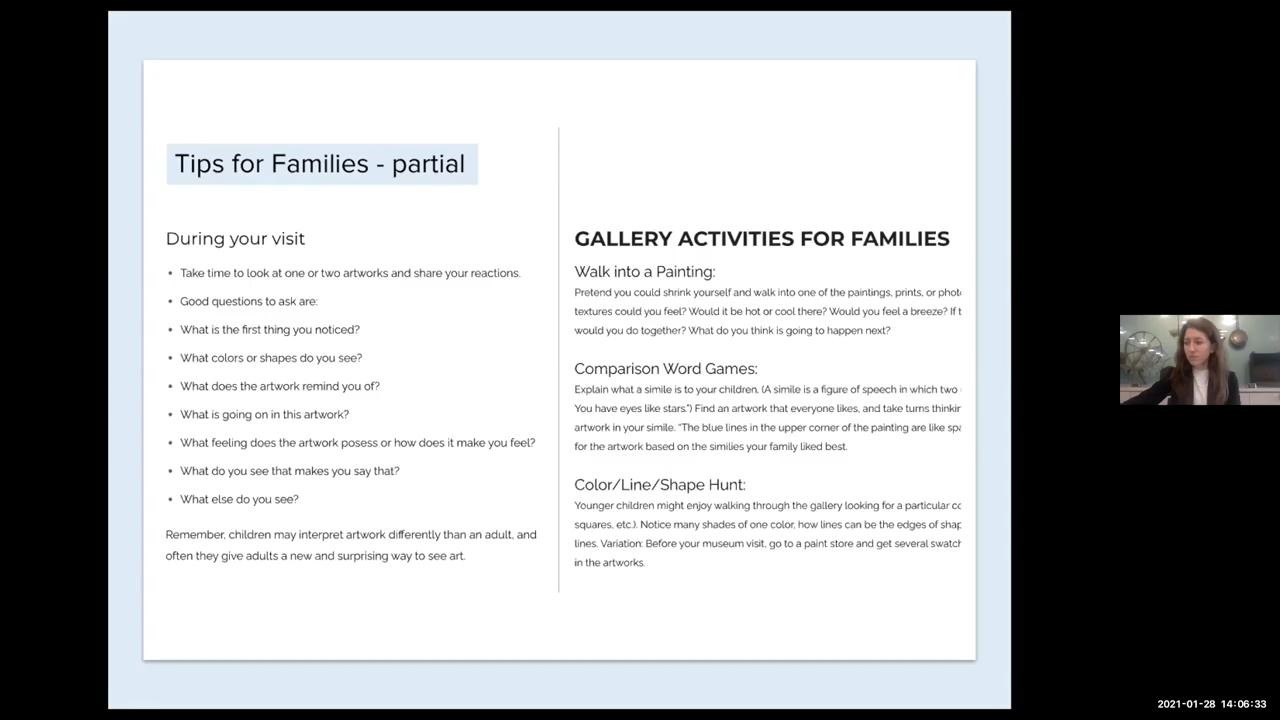 Tips for Families - partial
During your visit
• Take time to look at one or two artworks and share your reactions.
• Good questions to ask are:
• What is the first thing you noticed?
• What colors or shapes do you see?
• What does the artwork remind you of?
• What is going on in this artwork?
• What feeling does the artwork posess or how does it make you feel?
• What do you see that makes you say that?
• What else do you see?
Remember, children may interpret artwork differently than an adult, and
often they give adults a new and surprising way to see art.
GALLERY ACTIVITIES FOR FAMILIES
Walk into a Painting:
Pretend you could shrink yourself and walk into one of the paintings, prints, or
textures could you feel? Would it be hot or cool there? Would you feel a breeze? If
would you do together? What do you think is going to happen next?
Comparison Word Games:
Explain what a simile is to your children. (A simile is a figure of speech in which two
You have eyes like stars.") Find an artwork that everyone likes, and take turns
artwork in your simile. "The blue lines in the upper corner of the painting are like
for the artwork based on the similies your family liked best.
Color/Line/Shape Hunt:
Younger children might enjoy walking through the gallery looking for a particular
squares, etc.). Notice many shades of one color, how lines can be the edges of
lines. Variation: Before your museum visit, go to a paint store and get several
in the artworks.
2021-01-28 14:06:33